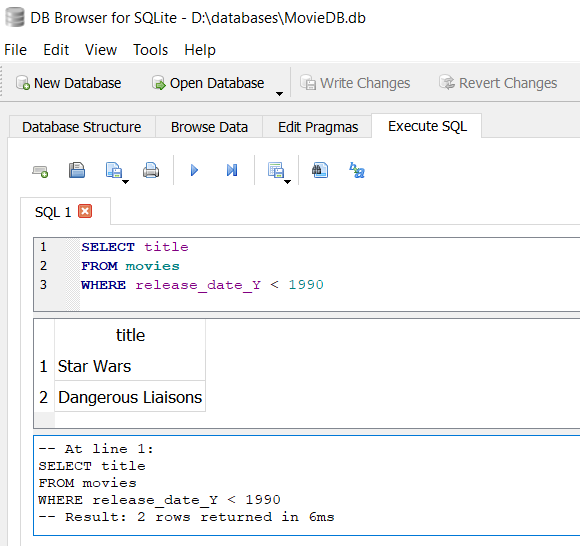 DB Browser for SQLite - D:\databases\MovieDB.db
File Edit View Tools Help
New Database Open Database Write Changes Revert Changes
Database Structure Browse Data Edit Pragmas Execute SQL
SQL 1
1 SELECT title
2 FROM movies
3 WHERE release_date_Y < 1990
title
1 Star Wars
2 Dangerous Liaisons
-- At line 1:
SELECT title
FROM movies
WHERE release_date_Y < 1990
-- Result: 2 rows returned in 6ms